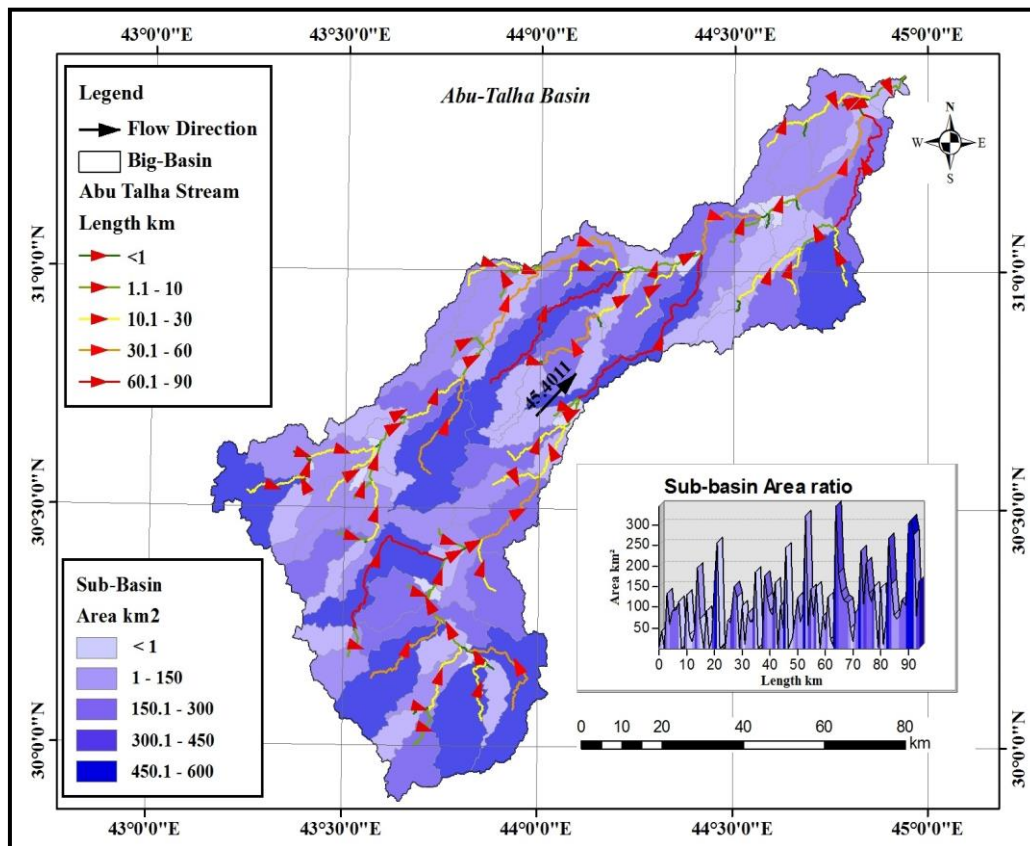 43°0'0"E 43°30'0"E 44°0'0"E 44°30'0"E 45°0'0"E
Abu-Talha Basin
Legend
Flow Direction
Big-Basin
Abu Talha Stream
Length km
<1
1.1 - 10
10.1 - 30
30.1 - 60
60.1 - 90
N
W E
S
31°0'0"N
31°0'0"N
45.4011
30°30'0"N
30°30'0"N
Sub-basin Area ratio
Area km²
300
250
200
150
100
50
0 10 20 30 40 50 60 70 80 90
Length km
Sub-Basin
Area km2
< 1
1 - 150
150.1 - 300
300.1 - 450
450.1 - 600
0 5 10 20 40 60 80
km
30°0'0"N
30°0'0"N
43°0'0"E 43°30'0"E 44°0'0"E 44°30'0"E 45°0'0"E